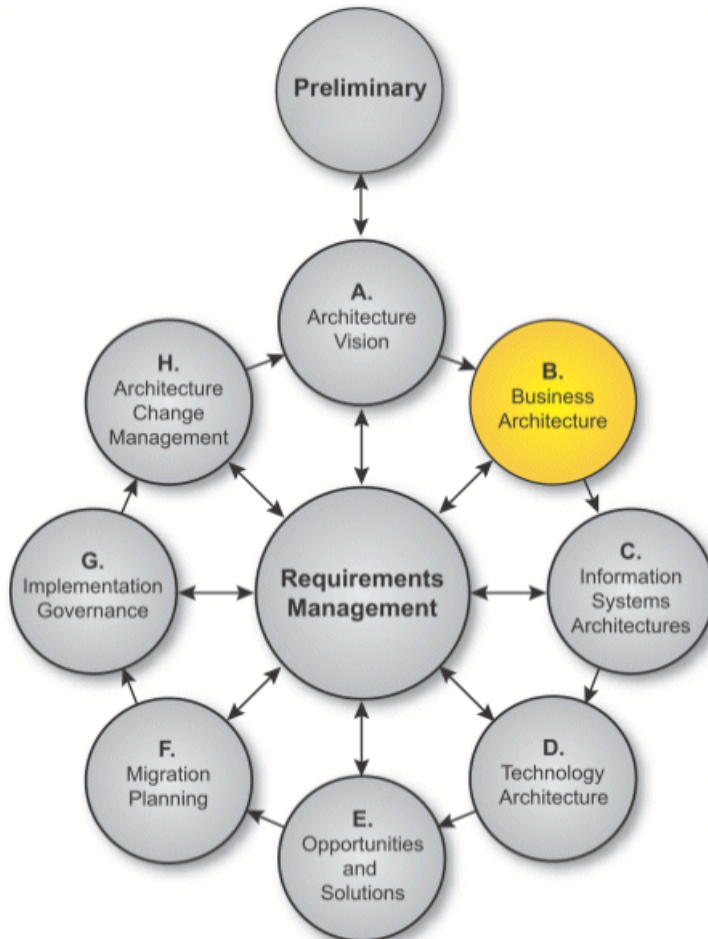 Preliminary
A.
Architecture
Vision
B.
Business
Architecture
C.
Information
Systems
Architectures
D.
Technology
Architecture
E.
Opportunities
and
Solutions
F.
Migration
Planning
G.
Implementation
Governance
H.
Architecture
Change
Management
Requirements
Management